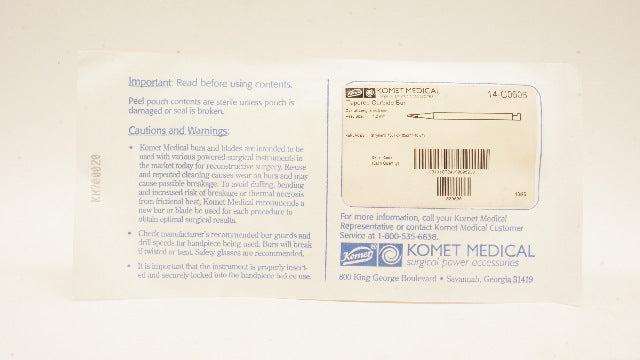 Important: Read before using contents.
Peel pouch contents are sterile unless pouch is
damaged or seal is broken.
Cautions and Warnings:
• Komet Medical burs and blades are intended to be
used with various powered surgical instruments in
the market today for reconstructive surgery. Reuse
and repeated cleaning causes wear on burs and may
cause possible breakage. To avoid dulling, bending
and increased risk of breakage or thermal necrosis
from frictional heat, Komet Medical recommends
a new bur or blade be used for each procedure to
obtain optimal surgical results.
• Check manufacturer's recommended bur guards and
drill speeds for handpiece being used. Burs will break
if twisted or bent. Safety glasses are recommended.
• It is important that the instrument is properly insert-
ed and securely locked into the handpiece before use.
KOMET MEDICAL
14-C0606
Tapered Carbide Bur
For more information, call your Komet Medical
Representative or contact Komet Medical Customer
Service at 1-800-535-6638.
Komet
KOMET MEDICAL
surgical power accessories
800 King George Boulevard • Savannah, Georgia 31419